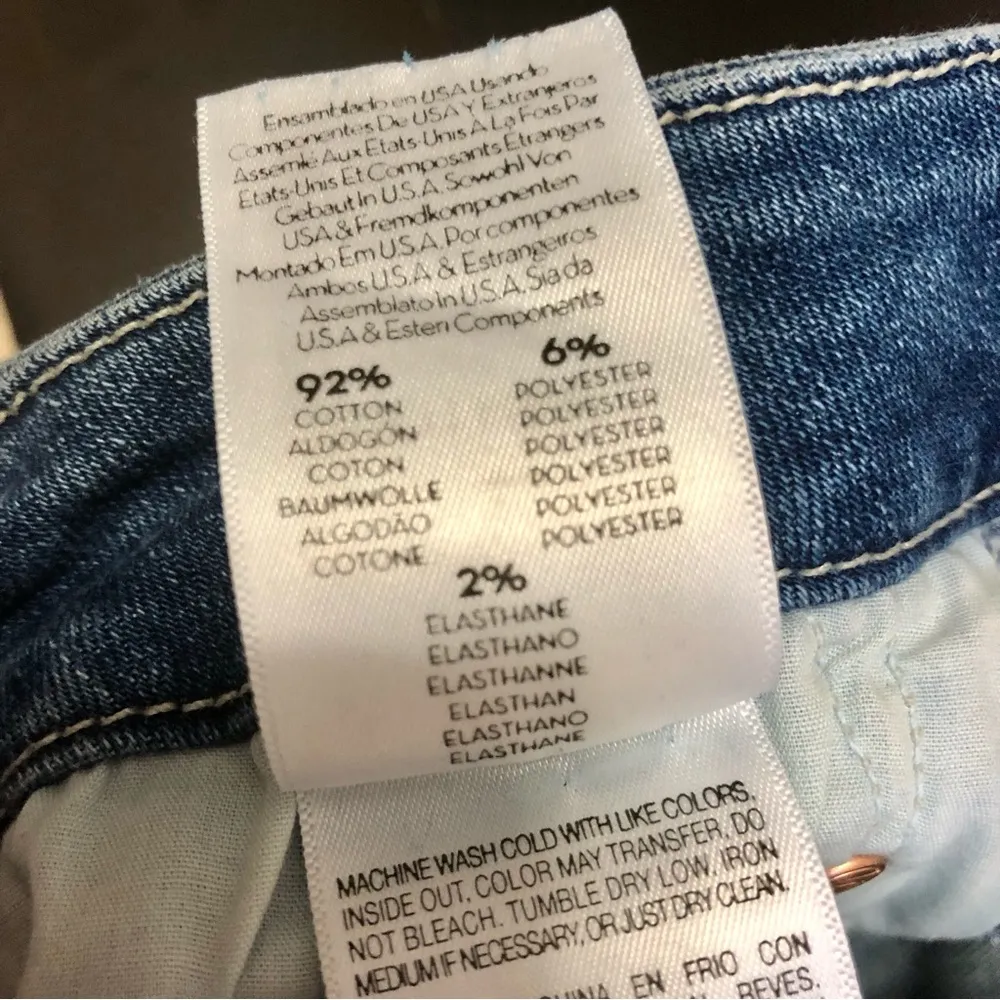 Ensamblado en USA Usando
Componentes De USA Y Extranjeros
Assemlé Aux Etats-Unis À La Fois Par
Etats-Unis Et Composants Etrangers
Gebaut In U.S.A. Sowohl Von
USA & Fremdkomponenten
Montado Em U.S.A. Por componentes
Ambos U.S.A & Estrangeiros
Assemblato In U.S.A. Sia da
U.S.A & Esteri Components
92%
COTTON
ALDOGÓN
COTON
BAUMWOLLE
ALGODÃO
COTONE
6%
POLYESTER
POLYESTER
POLYESTER
POLYESTER
POLYESTER
POLYESTER
2%
ELASTHANE
ELASTHANO
ELASTHANNE
ELASTHAN
ELASTHANO
ELASTHANE
MACHINE WASH COLD WITH LIKE COLORS.
INSIDE OUT. COLOR MAY TRANSFER. DO
NOT BLEACH. TUMBLE DRY LOW. IRON
MEDIUM IF NECESSARY, OR JUST DRY CLEAN.
EN FRIO CON
REVES.